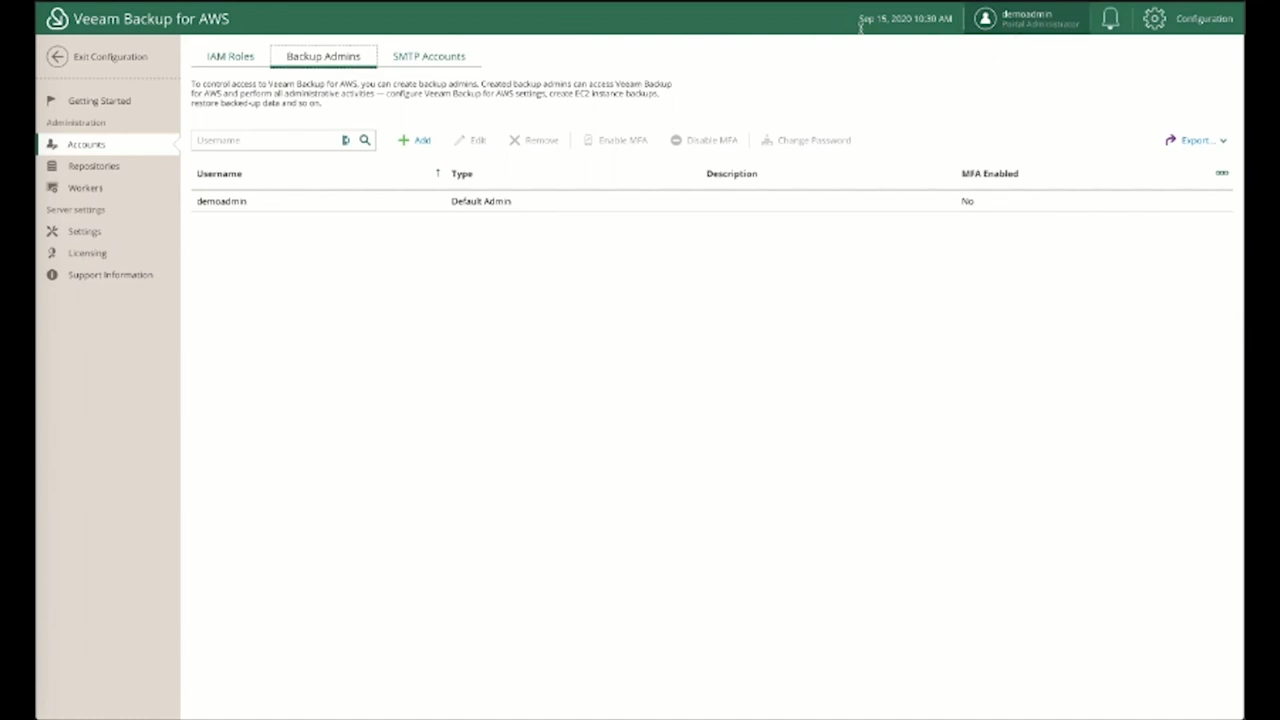 Veeam Backup for AWS
Sep 15, 2020 10:30 AM
demoadmin
Portal Administrator
Configuration
Exit Configuration
Getting Started
Administration
Accounts
Repositories
Workers
Server settings
Settings
Licensing
Support Information
IAM Roles
Backup Admins
SMTP Accounts
To control access to Veeam Backup for AWS, you can create backup admins. Created backup admins can access Veeam Backup
for AWS and perform all administrative activities — configure Veeam Backup for AWS settings, create EC2 instance backups,
restore backed-up data and so on.
Username
Add
Edit
Remove
Enable MFA
Disable MFA
Change Password
Export...
Username Type Description MFA Enabled
demoadmin Default Admin No